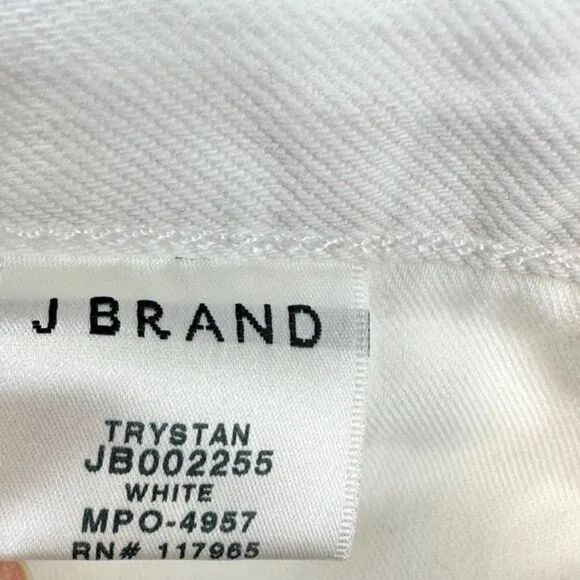 J BRAND
TRYSTAN
JB002255
WHITE
MPO-4957
RN# 117965